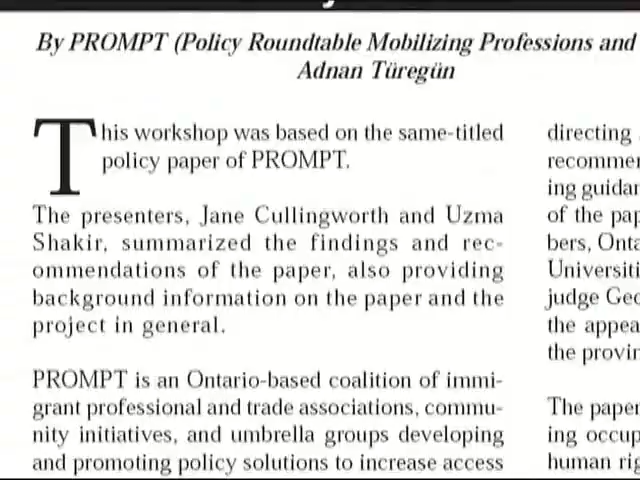 By PROMPT (Policy Roundtable Mobilizing Professions and
Adnan Türegün
This workshop was based on the same-titled
policy paper of PROMPT.
The presenters, Jane Cullingworth and Uzma
Shakir, summarized the findings and rec-
ommendations of the paper, also providing
background information on the paper and the
project in general.
PROMPT is an Ontario-based coalition of immi-
grant professional and trade associations, commu-
nity initiatives, and umbrella groups developing
and promoting policy solutions to increase access
directing
recommen
ing guidan
of the pap
bers, Onta
Universiti
judge Geo
the appea
the provin
The paper
ing occup
human rig